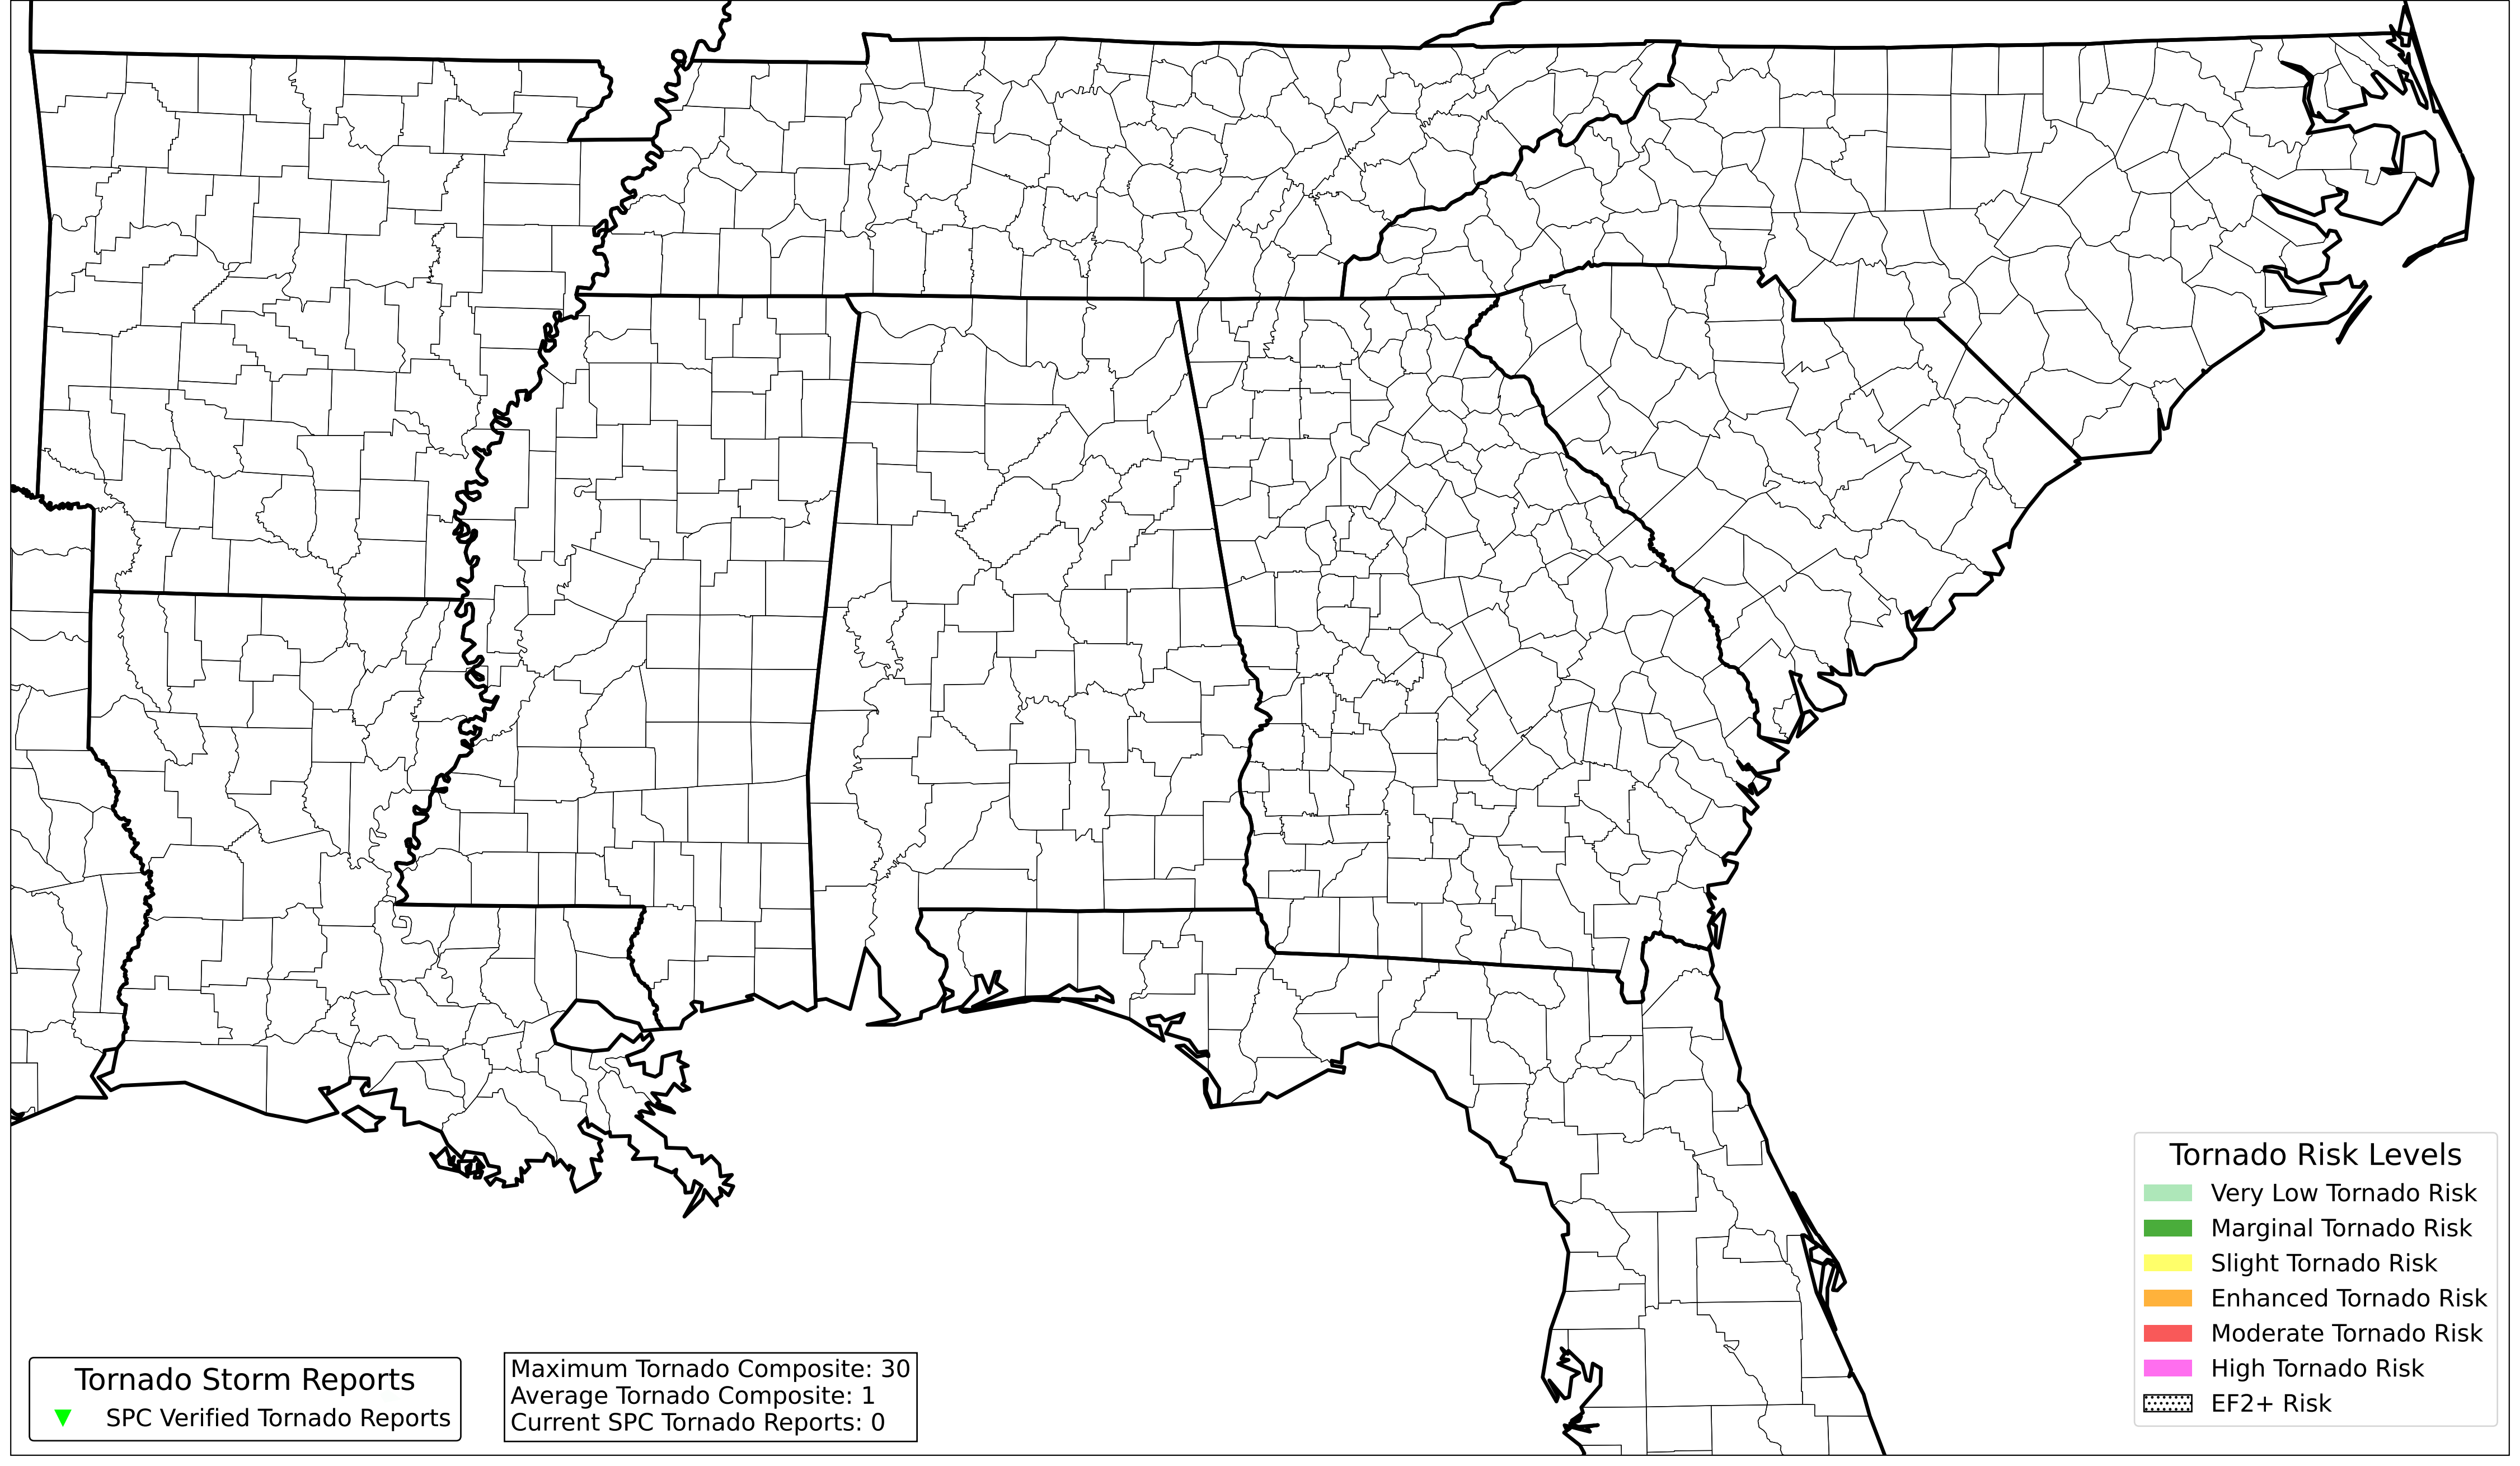 Tornado Risk Levels
Very Low Tornado Risk
Marginal Tornado Risk
Slight Tornado Risk
Enhanced Tornado Risk
Moderate Tornado Risk
High Tornado Risk
EF2+ Risk
Tornado Storm Reports
SPC Verified Tornado Reports
Maximum Tornado Composite: 30
Average Tornado Composite: 1
Current SPC Tornado Reports: 0